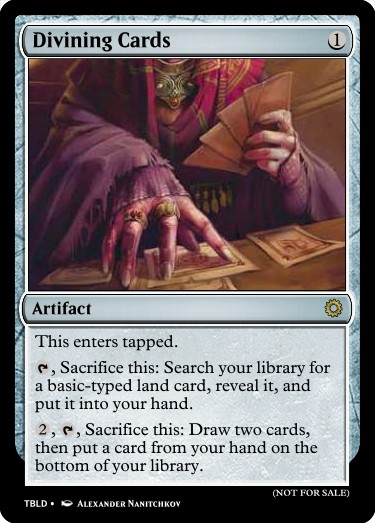 Divining Cards 1
Artifact
This enters tapped.
, Sacrifice this: Search your library for
a basic-typed land card, reveal it, and
put it into your hand.
2 , , Sacrifice this: Draw two cards,
then put a card from your hand on the
bottom of your library.
(NOT FOR SALE)
TBLD • ALEXANDER NANITCHKOV